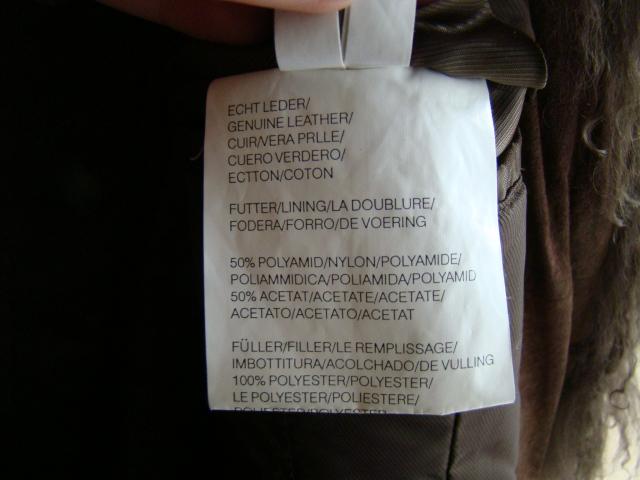 ECHT LEDER/
GENUINE LEATHER/
CUIR/VERA PRLLE/
CUERO VERDERO/
ECTTON/COTON
FUTTER/LINING/LA DOUBLURE/
FODERA/FORRO/DE VOERING
50% POLYAMID/NYLON/POLYAMIDE/
POLIAMMIDICA/POLIAMIDA/POLYAMID
50% ACETAT/ACETATE/ACETATE/
ACETATO/ACETATO/ACETAT
FÜLLER/FILLER/LE REMPLISSAGE/
IMBOTTITURA/ACOLCHADO/DE VULLING
100% POLYESTER/POLYESTER/
LE POLYESTER/POLIESTERE/
POLIESTER/POLYESTER